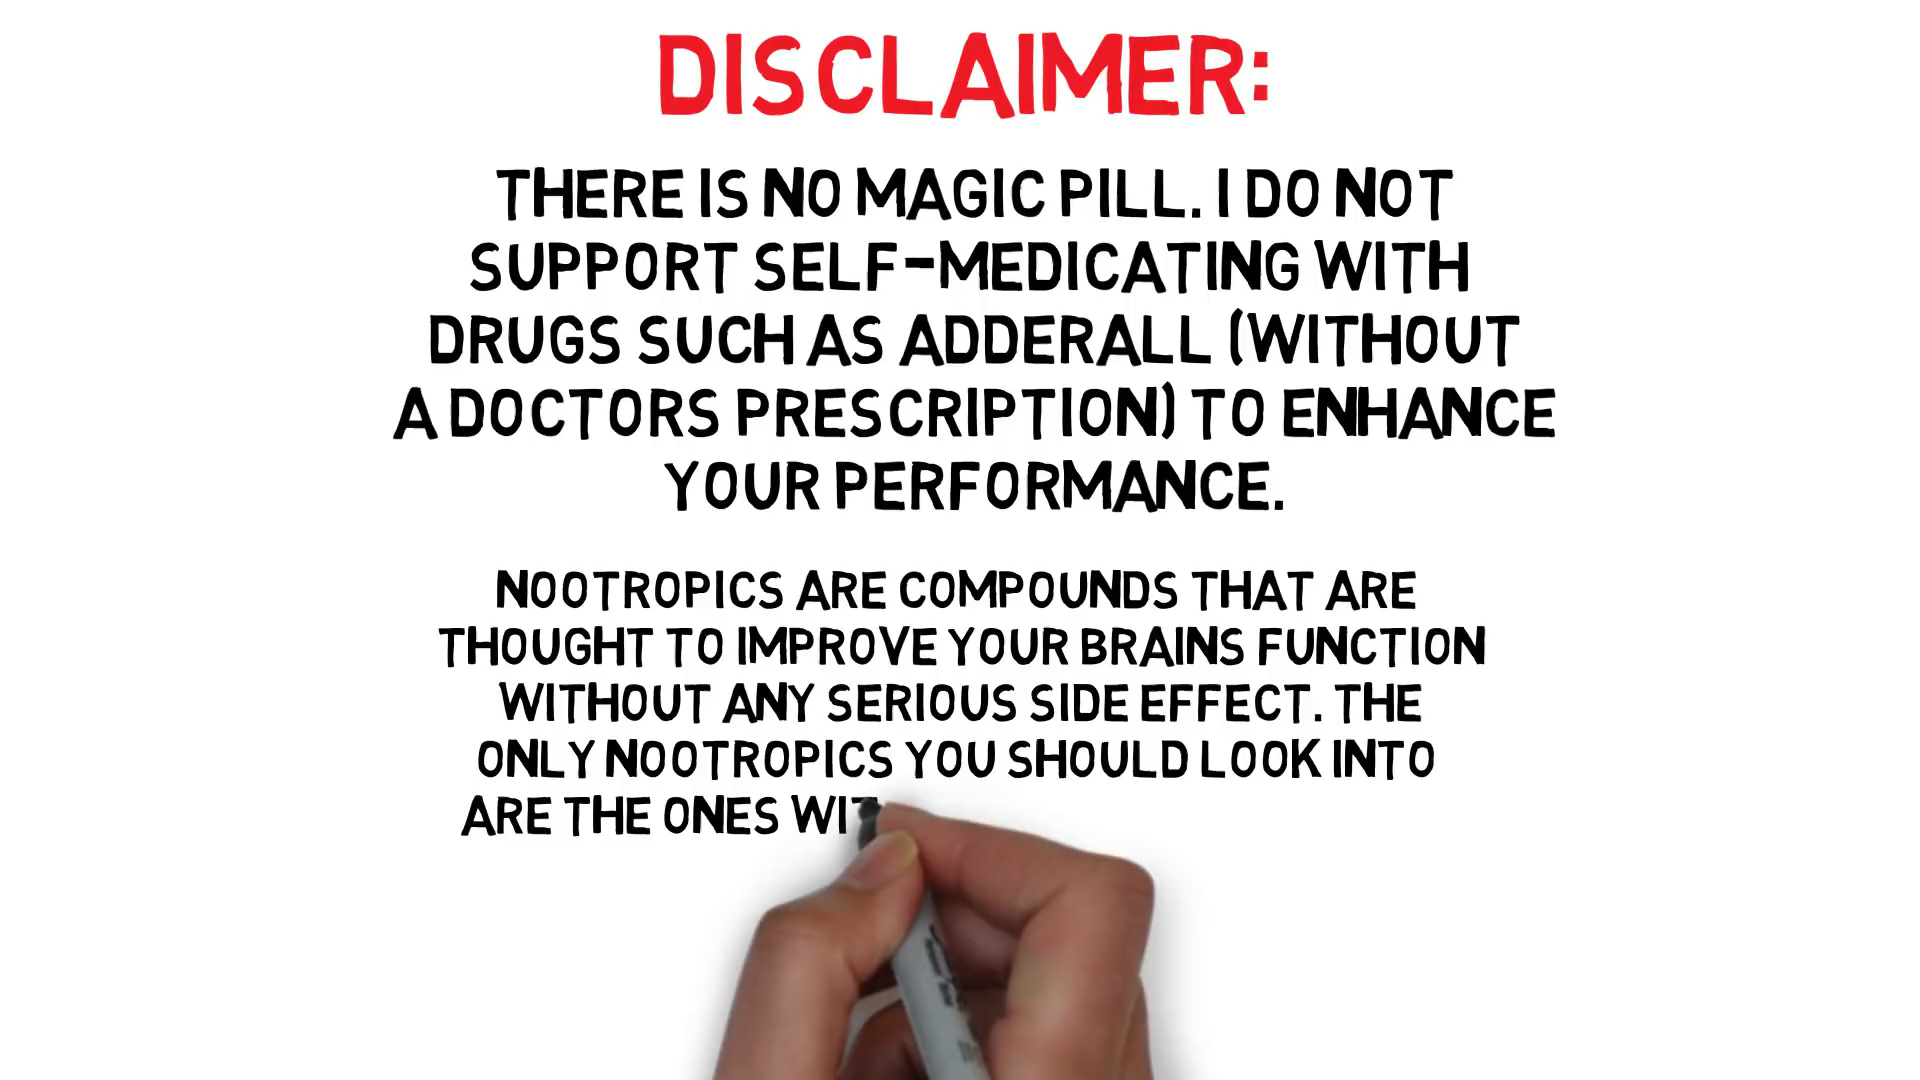 DISCLAIMER:
THERE IS NO MAGIC PILL. I DO NOT
SUPPORT SELF-MEDICATING WITH
DRUGS SUCH AS ADDERALL (WITHOUT
A DOCTORS PRESCRIPTION) TO ENHANCE
YOUR PERFORMANCE.
NOOTROPICS ARE COMPOUNDS THAT ARE
THOUGHT TO IMPROVE YOUR BRAINS FUNCTION
WITHOUT ANY SERIOUS SIDE EFFECT. THE
ONLY NOOTROPICS YOU SHOULD LOOK INTO
ARE THE ONES WIT